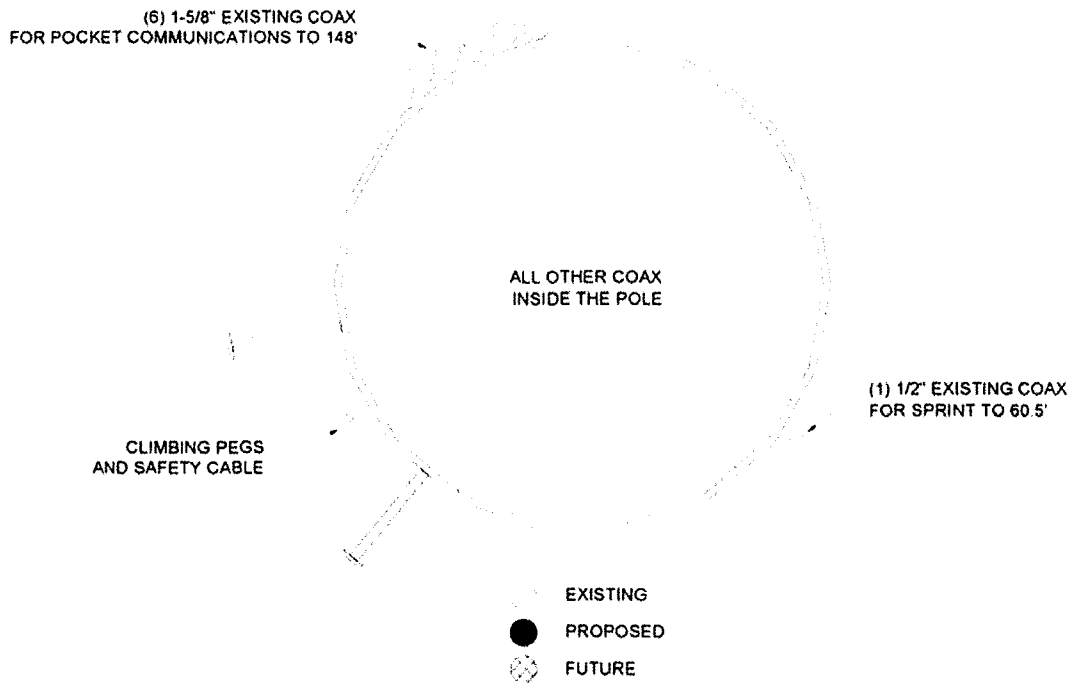 (6) 1-5/8" EXISTING COAX
FOR POCKET COMMUNICATIONS TO 148'
ALL OTHER COAX
INSIDE THE POLE
(1) 1/2" EXISTING COAX
FOR SPRINT TO 60.5'
CLIMBING PEGS
AND SAFETY CABLE
EXISTING
PROPOSED
FUTURE